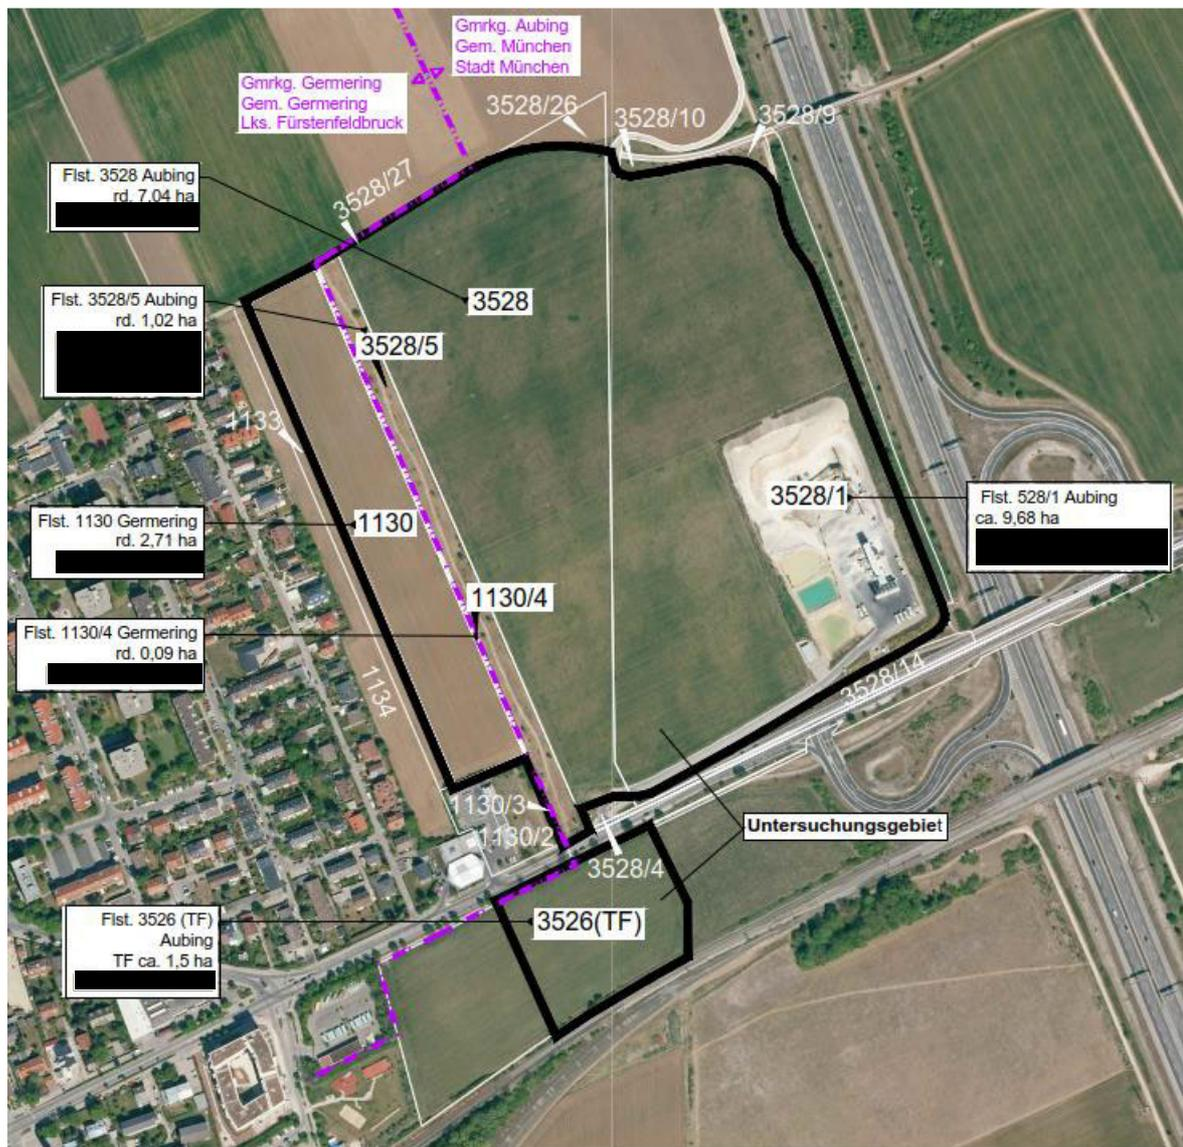 Gmrkg. Aubing
Gem. München
Stadt München
Gmrkg. Germering
Gem. Germering
Lks. Fürstenfeldbruck
3528/26
3528/10
3528/9
Flst. 3528 Aubing
rd. 7.04 ha
3528/27
Flst. 3528/5 Aubing
rd. 1,02 ha
3528
3528/5
1133
3528/1
Flst. 528/1 Aubing
ca. 9,68 ha
Flst. 1130 Germering
rd. 2,71 ha
1130
1130/4
Flst. 1130/4 Germering
rd. 0,09 ha
3528/14
1134
1130/3
1130/2
Untersuchungsgebiet
3528/4
Flst. 3526 (TF)
Aubing
TF ca. 1,5 ha
3526(TF)